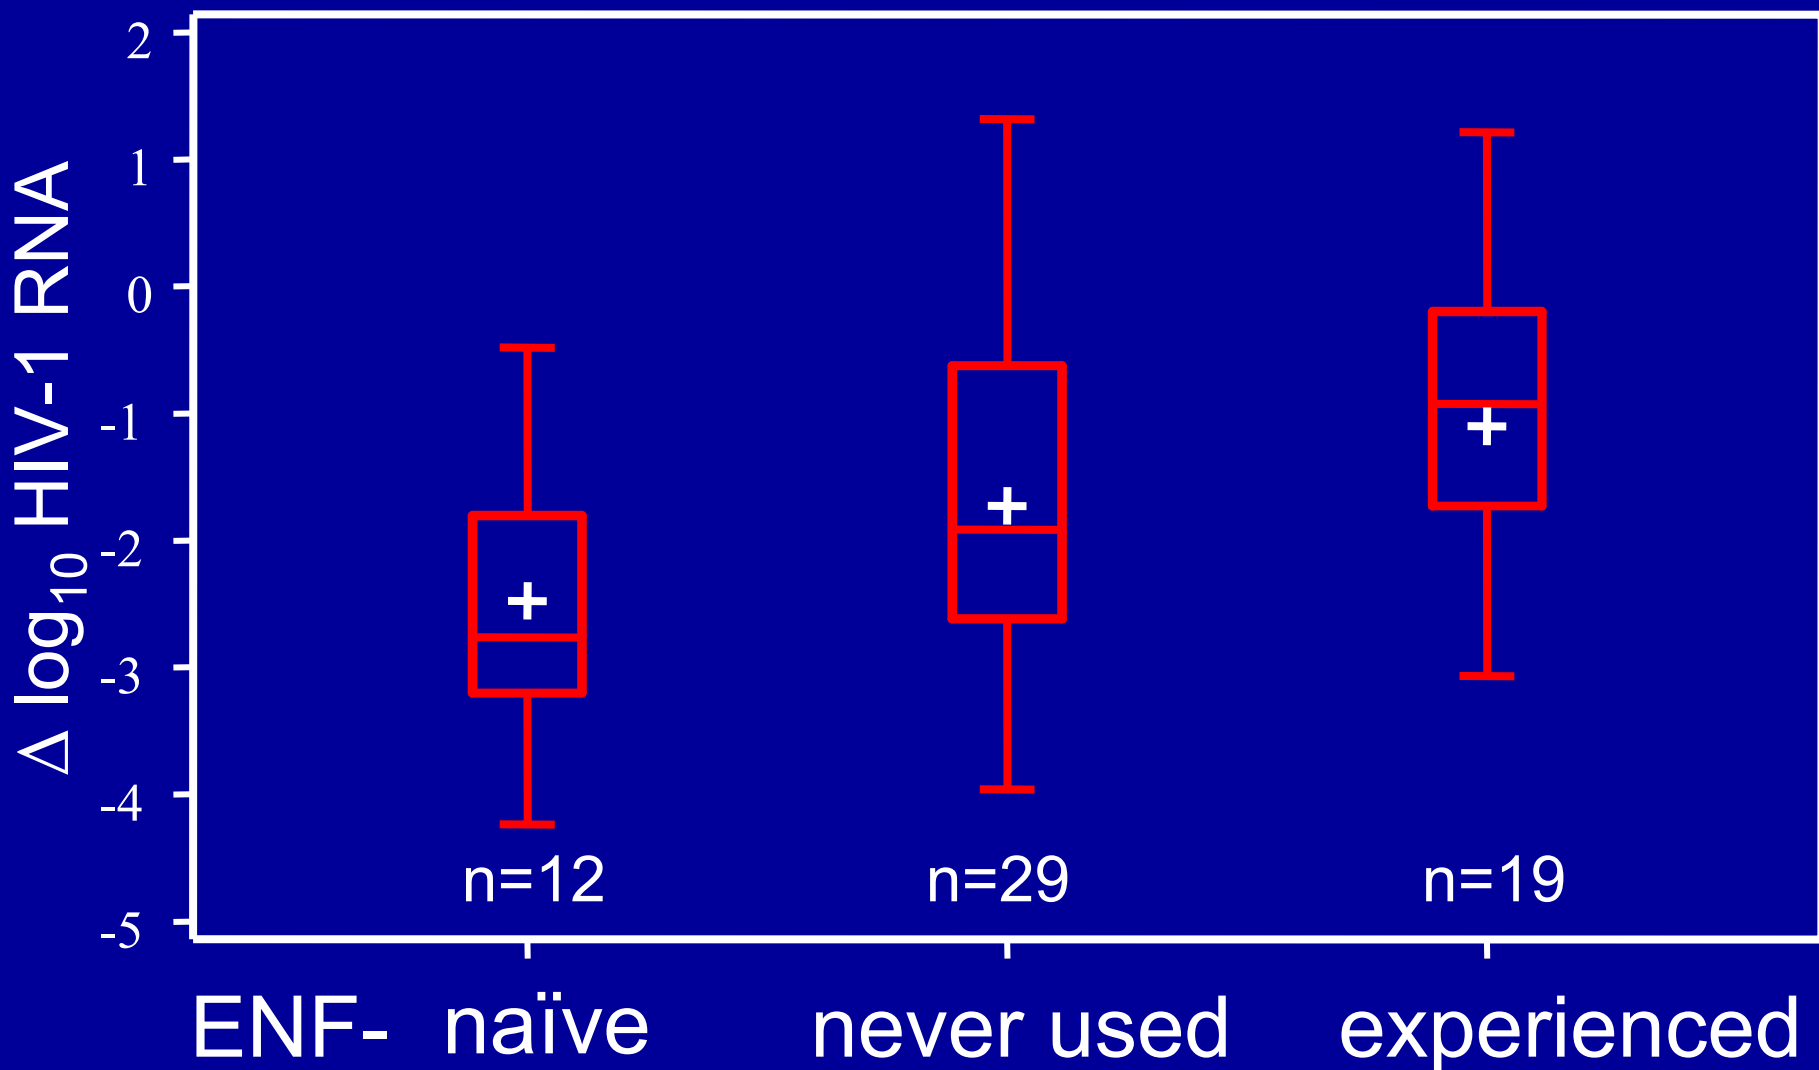 Δ log10 HIV-1 RNA
2
1
0
-1
-2
-3
-4
-5
n=12 n=29 n=19
ENF- naïve never used experienced